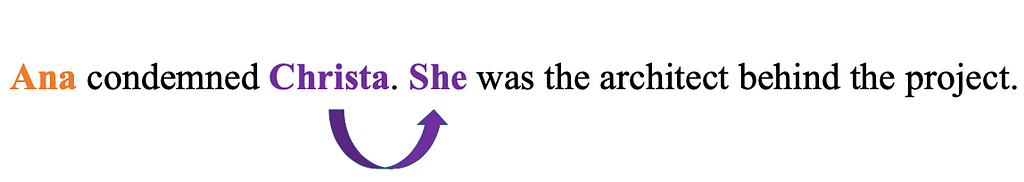 Ana condemned Christa. She was the architect behind the project.